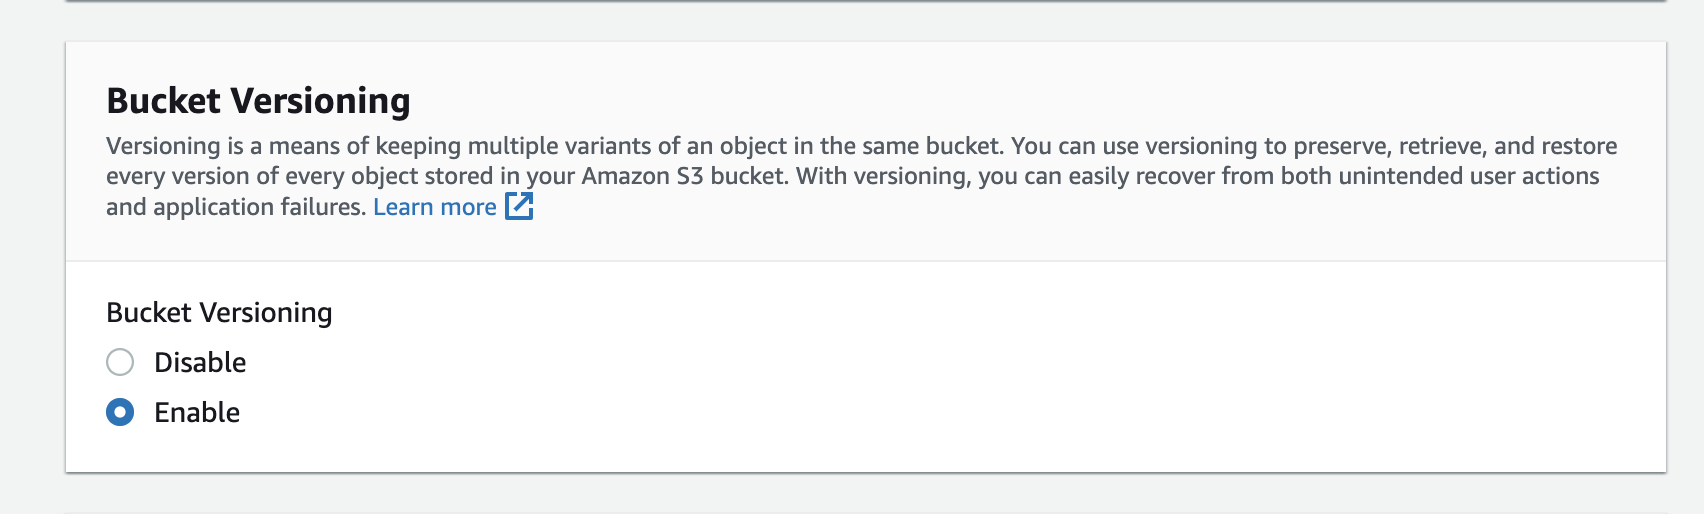 Bucket Versioning
Versioning is a means of keeping multiple variants of an object in the same bucket. You can use versioning to preserve, retrieve, and restore
every version of every object stored in your Amazon S3 bucket. With versioning, you can easily recover from both unintended user actions
and application failures. Learn more
Bucket Versioning
Disable
Enable